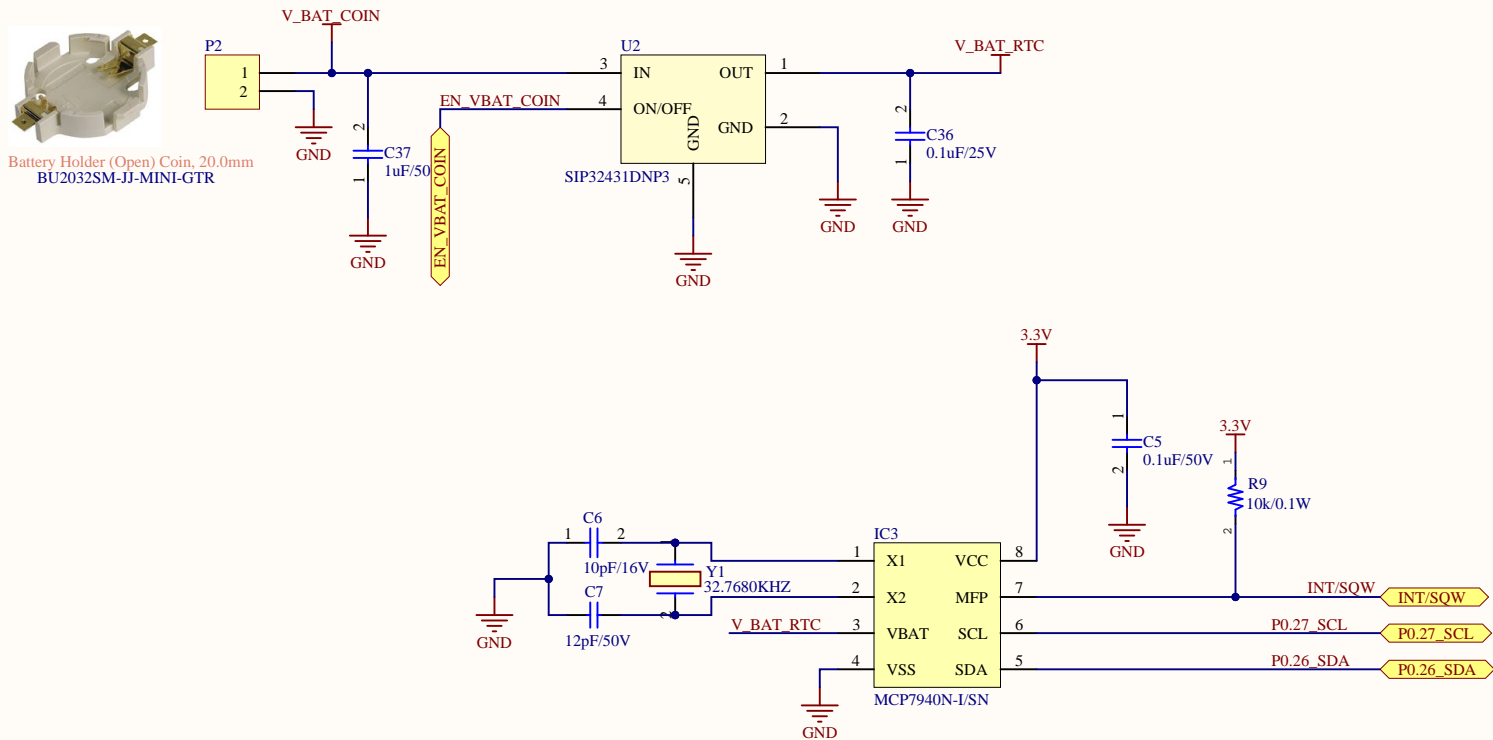 V_BAT_COIN
P2
1
2
GND
Battery Holder (Open) Coin, 20.0mm
BU2032SM-JJ-MINI-GTR
2
C37
1uF/50
1
GND
EN_VBAT_COIN
EN_VBAT_COIN
U2
3 IN OUT 1
4 ON/OFF
GND GND 2
5
SIP32431DNP3
GND
GND
V_BAT_RTC
2
C36
0.1uF/25V
1
GND
3.3V
1
C5
0.1uF/50V
2
GND
3.3V
1
R9
10k/0.1W
2
C6
1 2
10pF/16V
1
Y1
32.7680KHZ
2
C7
12pF/50V
GND
IC3
1 X1 VCC 8
2 X2 MFP 7 INT/SQW INT/SQW
V_BAT_RTC 3 VBAT SCL 6 P0.27_SCL P0.27_SCL
4 VSS SDA 5 P0.26_SDA P0.26_SDA
MCP7940N-I/SN
GND